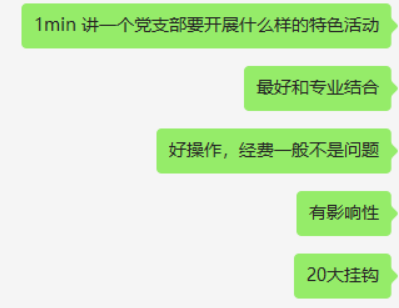 1min 讲一个党支部要开展什么样的特色活动
最好和专业结合
好操作，经费一般不是问题
有影响性
20大挂钩